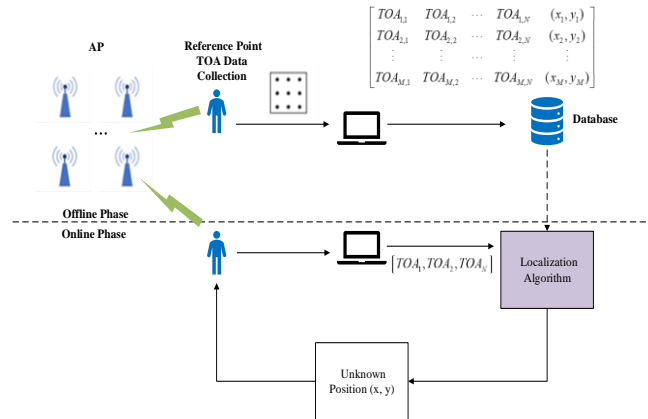 AP
Reference Point
TOA Data
Collection
TOA1,1 TOA1,2 ⋯ TOA1,N (x1, y1)
TOA2,1 TOA2,2 ⋯ TOA2,N (x2, y2)
⋮ ⋮ ⋯ ⋮ ⋮
TOAM,1 TOAM,2 ⋯ TOAM,N (xM, yM)
...
Database
Offline Phase
Online Phase
[TOA1, TOA2, TOAN]
Localization
Algorithm
Unknown
Position (x, y)